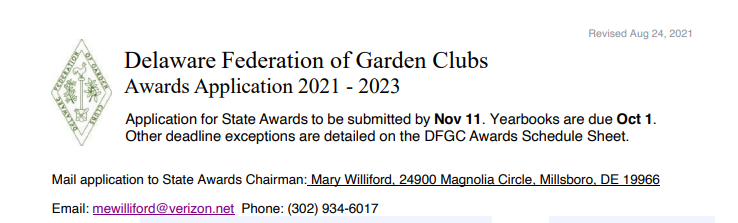 Revised Aug 24, 2021
DELAWARE FEDERATION OF GARDEN CLUBS
Delaware Federation of Garden Clubs
Awards Application 2021 - 2023
Application for State Awards to be submitted by Nov 11. Yearbooks are due Oct 1.
Other deadline exceptions are detailed on the DFGC Awards Schedule Sheet.
Mail application to State Awards Chairman: Mary Williford, 24900 Magnolia Circle, Millsboro, DE 19966
Email: mewilliford@verizon.net Phone: (302) 934-6017